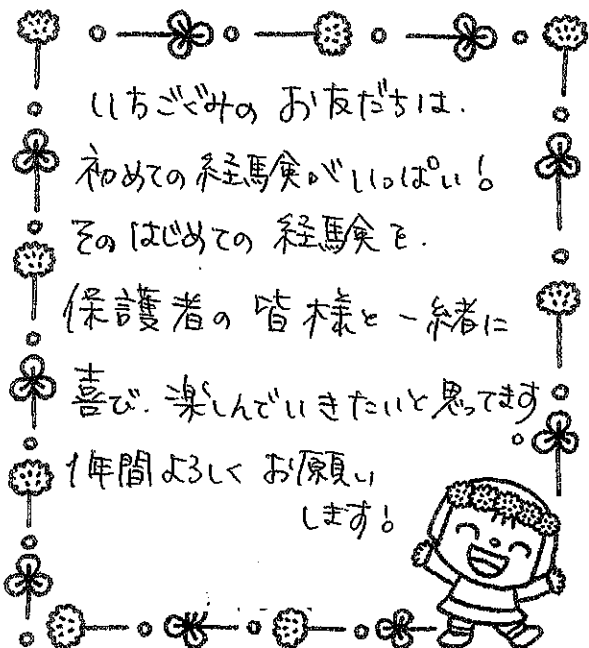 いちごぐみの お友だちは、
初めての経験がいっぱい!
そのはじめての 経験を、
保護者の 皆様と一緒に
喜び、楽しんでいきたいと思ってます
1年間よろしく お願い
します!